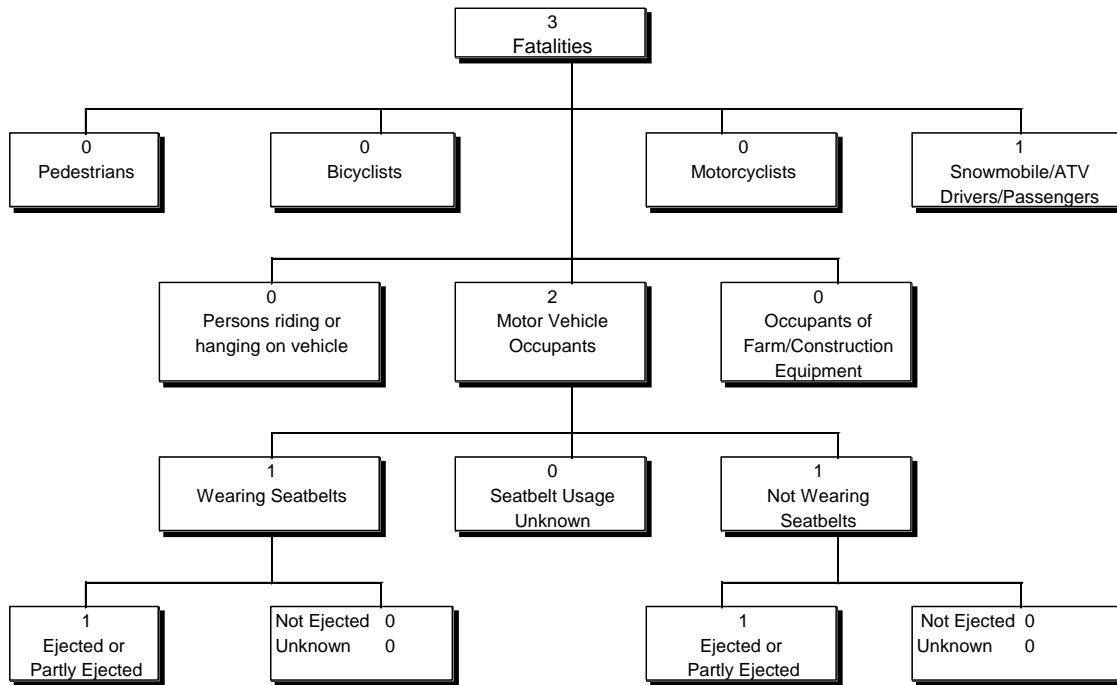 3
Fatalities
0
Pedestrians
0
Bicyclists
0
Motorcyclists
1
Snowmobile/ATV
Drivers/Passengers
0
Persons riding or
hanging on vehicle
2
Motor Vehicle
Occupants
0
Occupants of
Farm/Construction
Equipment
1
Wearing Seatbelts
0
Seatbelt Usage
Unknown
1
Not Wearing
Seatbelts
1
Ejected or
Partly Ejected
Not Ejected 0
Unknown 0
1
Ejected or
Partly Ejected
Not Ejected 0
Unknown 0